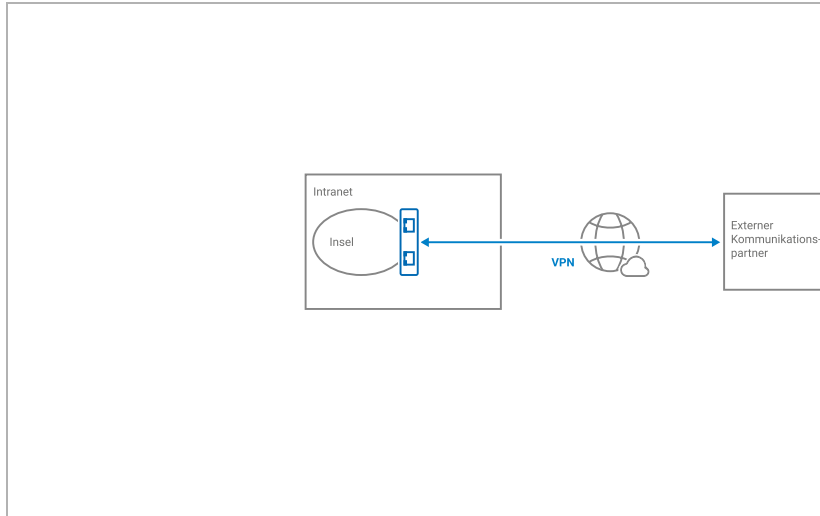 Intranet
Insel
VPN
Externer
Kommunikations-
partner